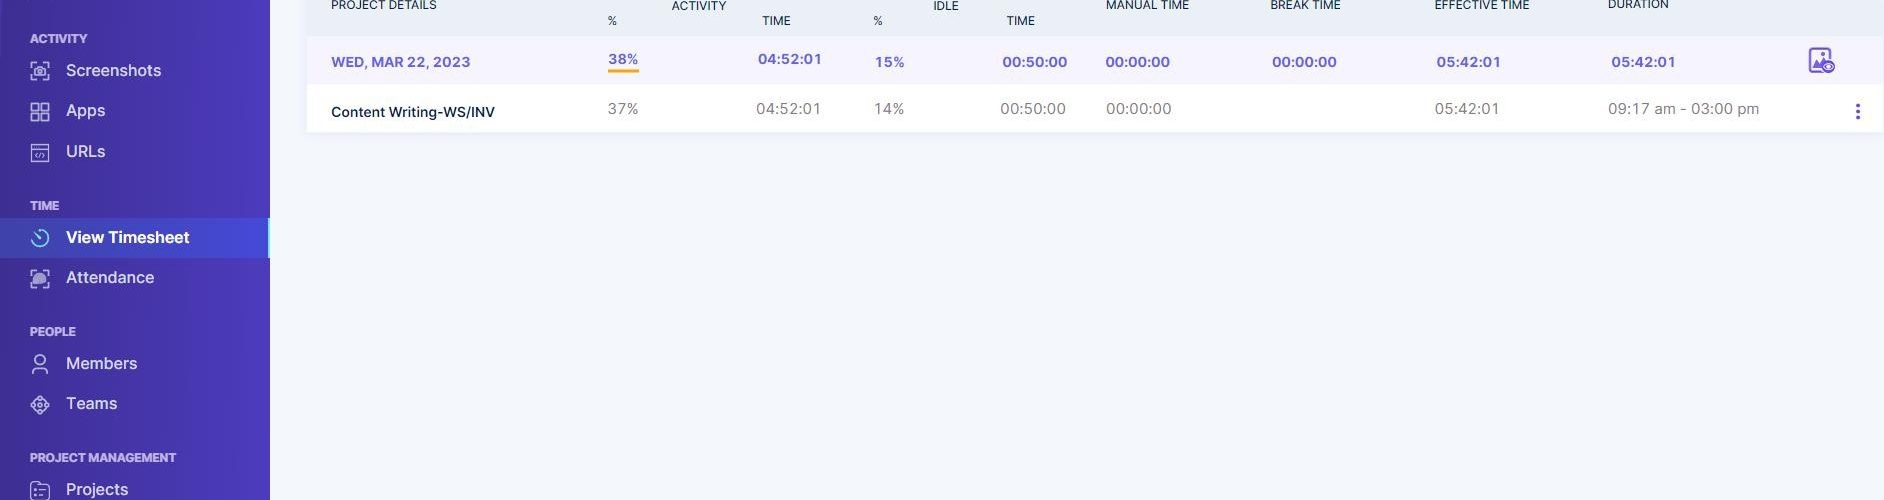 ACTIVITY
Screenshots
Apps
URLs
TIME
View Timesheet
Attendance
PEOPLE
Members
Teams
PROJECT MANAGEMENT
Projects
PROJECT DETAILS ACTIVITY IDLE MANUAL TIME BREAK TIME EFFECTIVE TIME DURATION
% TIME % TIME
WED, MAR 22, 2023 38% 04:52:01 15% 00:50:00 00:00:00 00:00:00 05:42:01 05:42:01
Content Writing-WS/INV 37% 04:52:01 14% 00:50:00 00:00:00 05:42:01 09:17 am - 03:00 pm